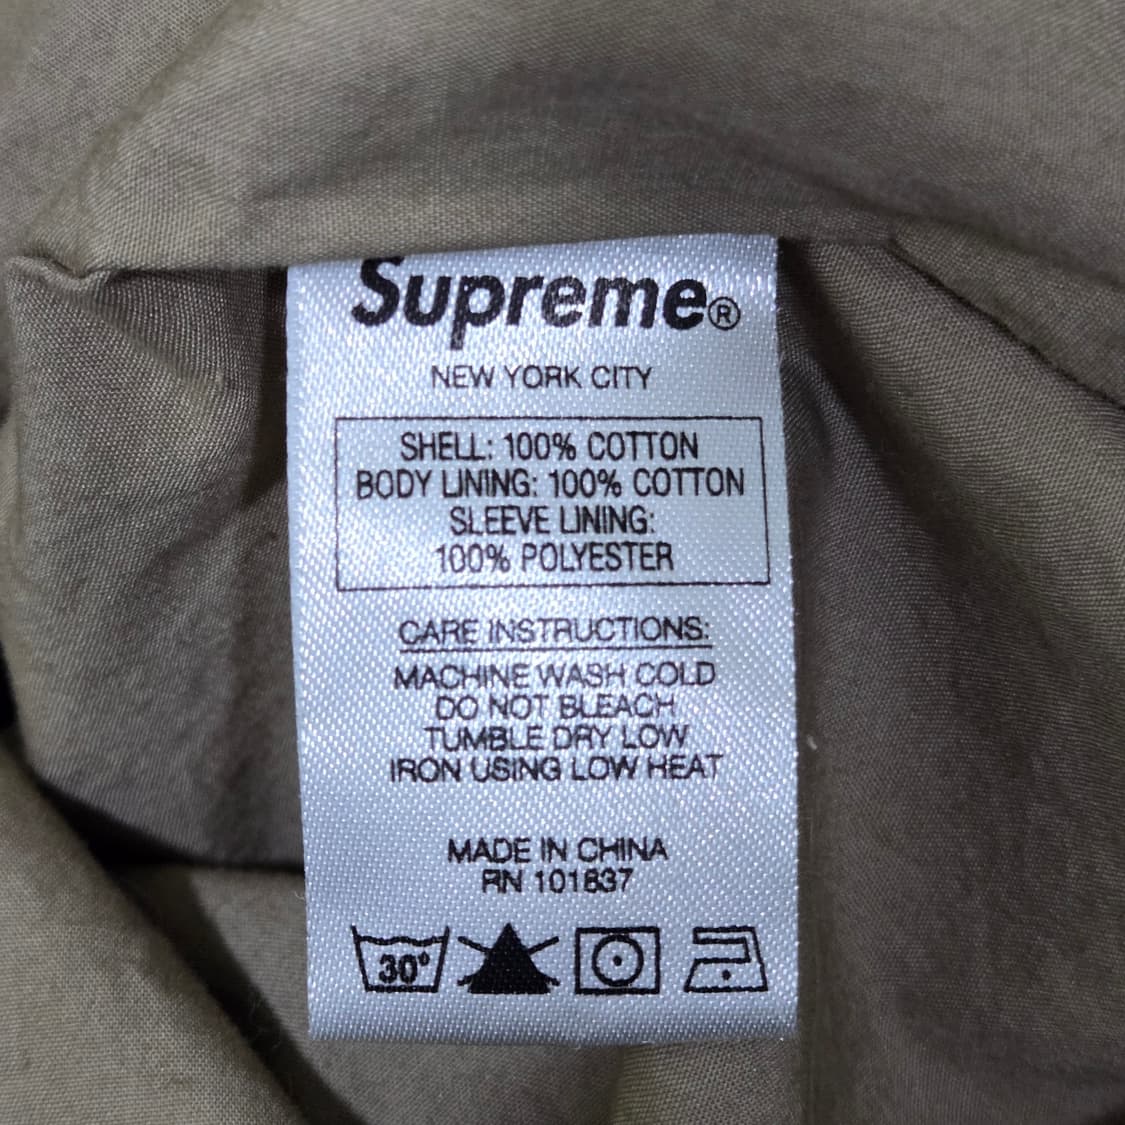 Supreme®
NEW YORK CITY
SHELL: 100% COTTON
BODY LINING: 100% COTTON
SLEEVE LINING:
100% POLYESTER
CARE INSTRUCTIONS:
MACHINE WASH COLD
DO NOT BLEACH
TUMBLE DRY LOW
IRON USING LOW HEAT
MADE IN CHINA
RN 101837
30°